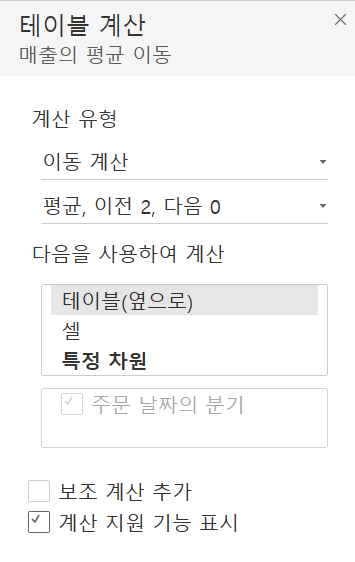 테이블 계산
매출의 평균 이동
계산 유형
이동 계산
평균, 이전 2, 다음 0
다음을 사용하여 계산
테이블(옆으로)
셀
특정 차원
주문 날짜의 분기
보조 계산 추가
계산 지원 기능 표시